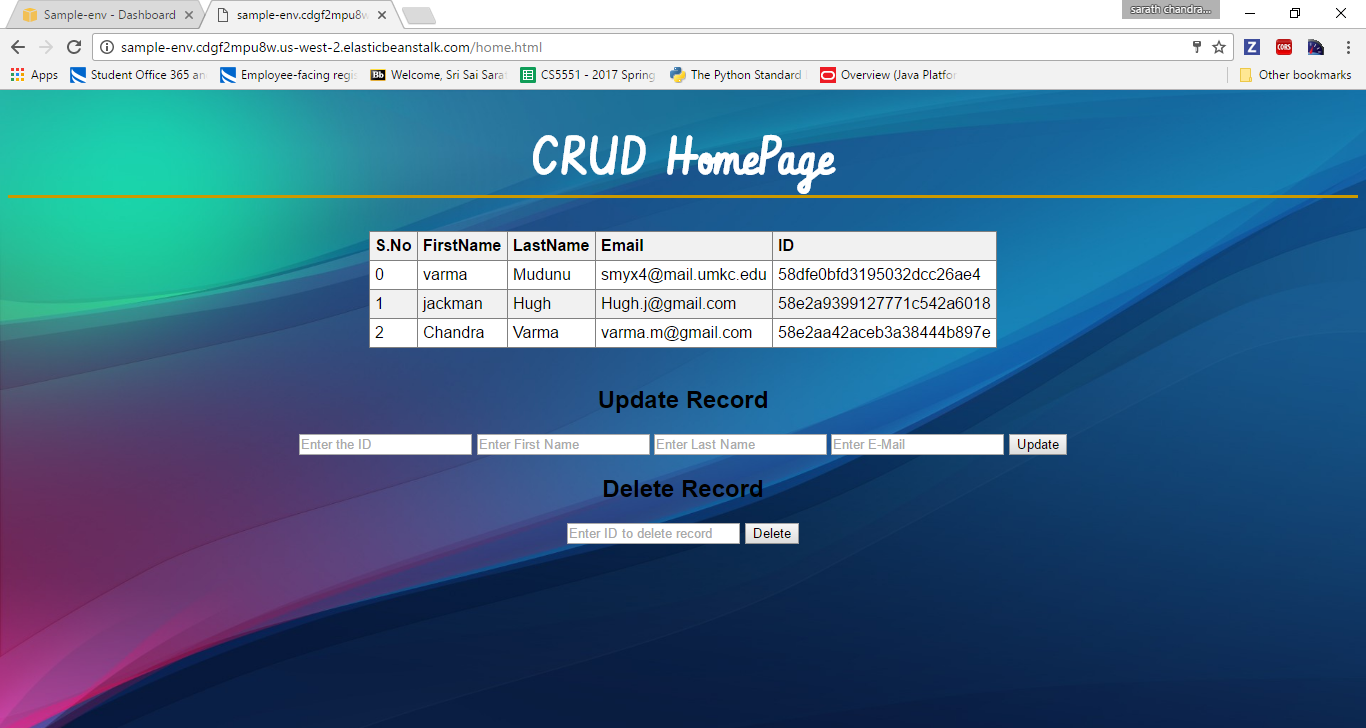 sarath chandra...
Sample-env - Dashboard
sample-env.cdgf2mpu8w
sample-env.cdgf2mpu8w.us-west-2.elasticbeanstalk.com/home.html
Z CORS
Apps Student Office 365 an Employee-facing regi Bb Welcome, Sri Sai Sarat CS5551 - 2017 Spring The Python Standard Overview (Java Platfor Other bookmarks
CRUD HomePage
S.No FirstName LastName Email ID
0 varma Mudunu smyx4@mail.umkc.edu 58dfe0bfd3195032dcc26ae4
1 jackman Hugh Hugh.j@gmail.com 58e2a9399127771c542a6018
2 Chandra Varma varma.m@gmail.com 58e2aa42aceb3a38444b897e
Update Record
Enter the ID Enter First Name Enter Last Name Enter E-Mail Update
Delete Record
Enter ID to delete record Delete